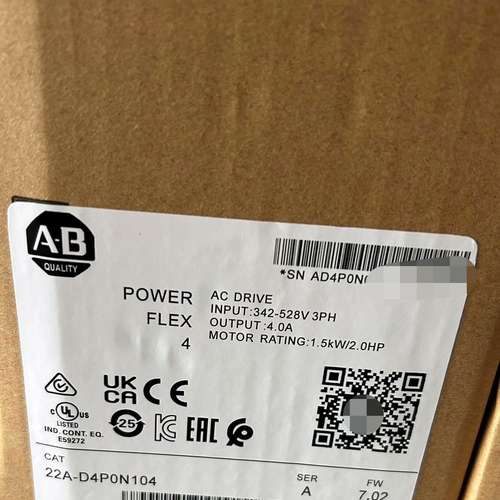 A-B
QUALITY
*SN AD4P0N
POWER
FLEX
4
AC DRIVE
INPUT:342-528V 3PH
OUTPUT:4.0A
MOTOR RATING:1.5kW/2.0HP
UK
CA
CE
c UL us
LISTED
IND. CONT. EQ.
E59272
25
EAC
CAT
22A-D4P0N104
SER
A
FW
7.02